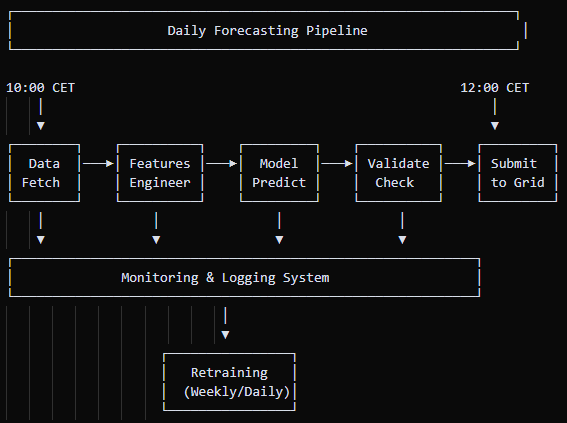 Daily Forecasting Pipeline
10:00 CET 12:00 CET
Data Features Model Validate Submit
Fetch Engineer Predict Check to Grid
Monitoring & Logging System
Retraining
(Weekly/Daily)